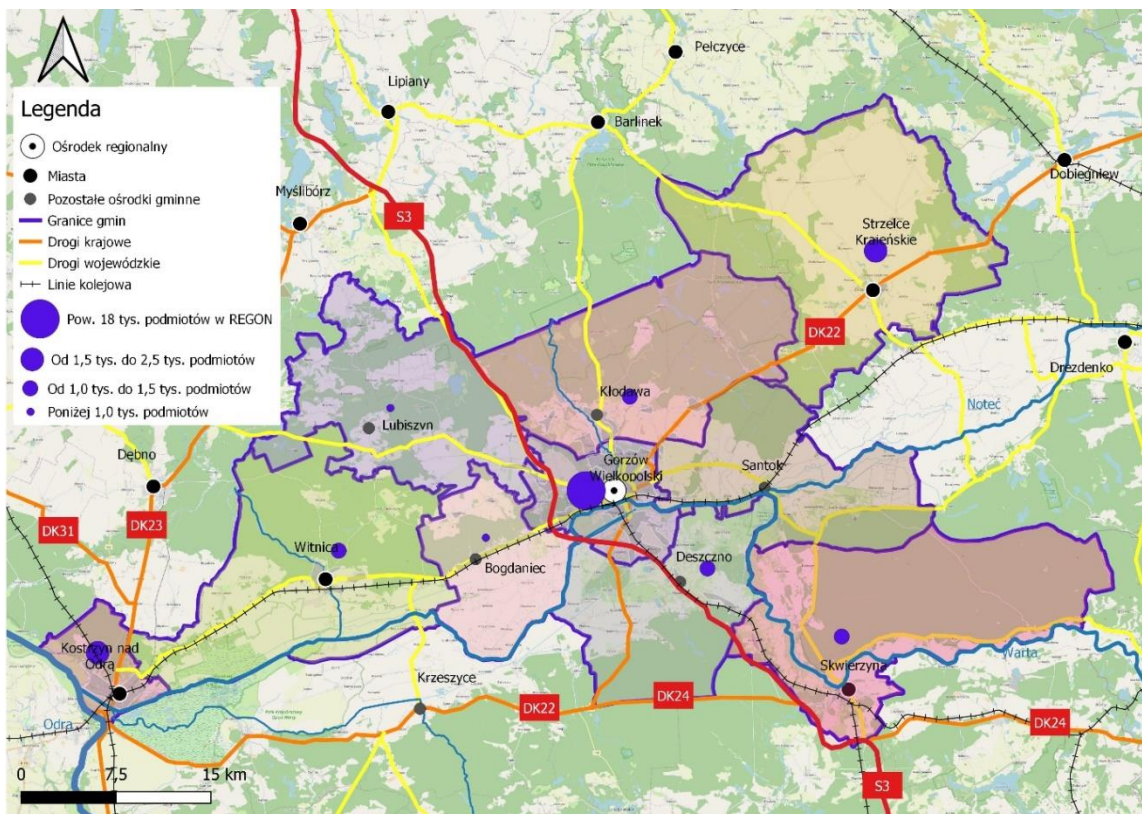 Pełczyce
Lipiany
Legenda
Barlinek
Ośrodek regionalny
Miasta
Dobiegniew
Pozostałe ośrodki gminne
Myślibórz
Granice gmin
S3
Strzelce
Krajeńskie
Drogi krajowe
Drogi wojewódzkie
Linie kolejowa
Pow. 18 tys. podmiotów w REGON
DK22
Od 1,5 tys. do 2,5 tys. podmiotów
Drezdenko
Od 1,0 tys. do 1,5 tys. podmiotów
Kłodawa
Noteć
Poniżej 1,0 tys. podmiotów
Lubiszyn
Dębno
Gorzów
Wielkopolski
Santok
DK31
DK23
Witnica
Deszczno
Bogdaniec
Kostrzyn nad
Odrą
Skwierzyna
Warta
Krzeszyce
DK24
Odra
DK22
DK24
0
7,5
15 km
S3